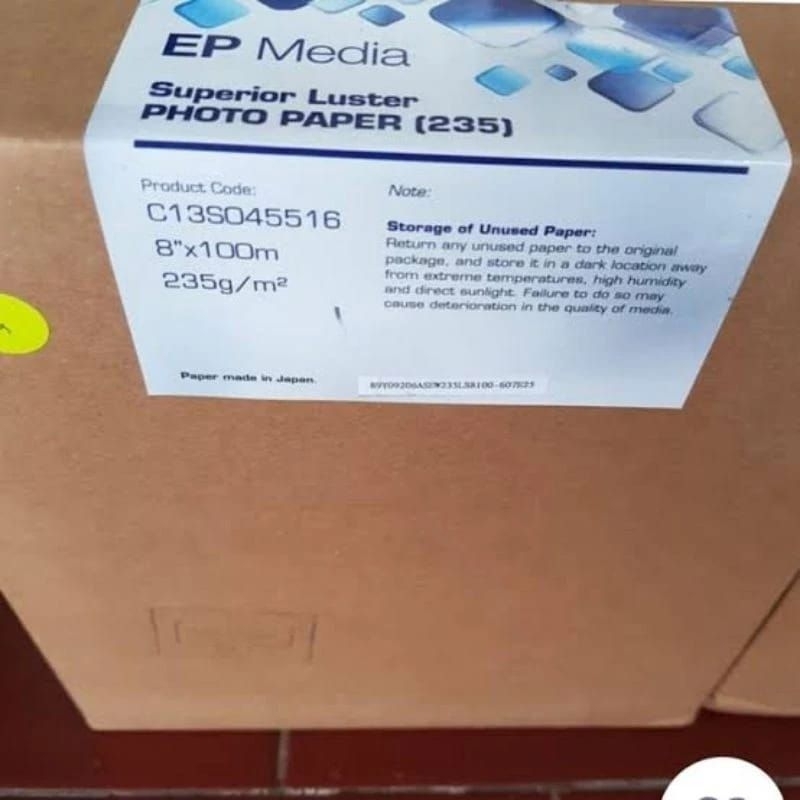 EP Media
Superior Luster
PHOTO PAPER (235)
Product Code:
C13S045516
8"x100m
235g/m²
Note:
Storage of Unused Paper:
Return any unused paper to the original
package, and store it in a dark location away
from extreme temperatures, high humidity
and direct sunlight. Failure to do so may
cause deterioration in the quality of media.
Paper made in Japan.